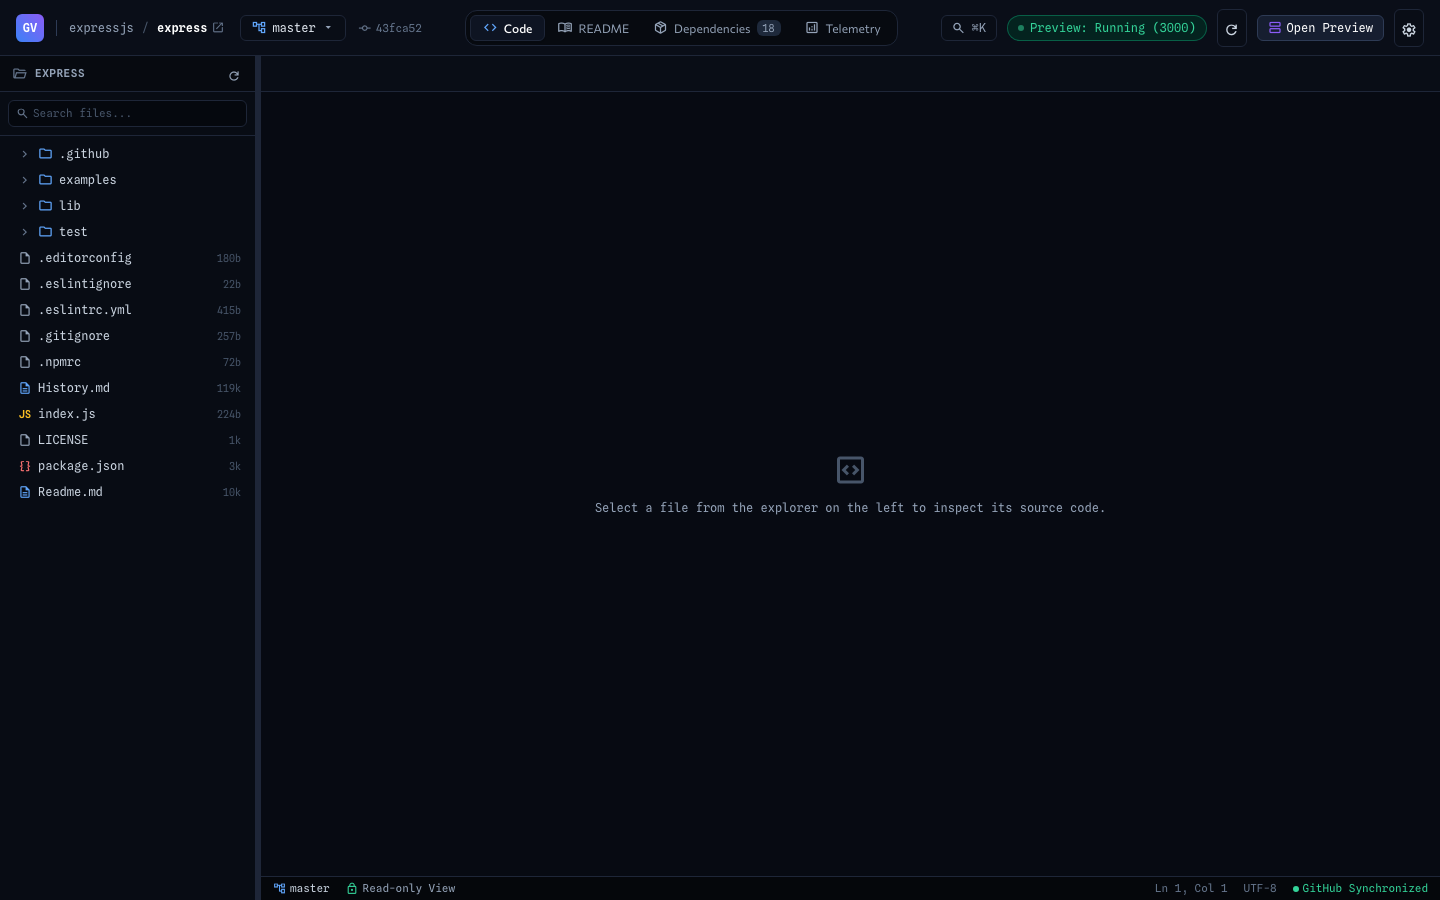 GV expressjs / express master 43fca52 Code README Dependencies 18 Telemetry ⌘K Preview: Running (3000) Open Preview
EXPRESS
Search files...
.github
examples
lib
test
.editorconfig 180b
.eslintignore 22b
.eslintrc.yml 415b
.gitignore 257b
.npmrc 72b
History.md 119k
JS index.js 224b
LICENSE 1k
{} package.json 3k
Readme.md 10k
Select a file from the explorer on the left to inspect its source code.
master Read-only View Ln 1, Col 1 UTF-8 GitHub Synchronized